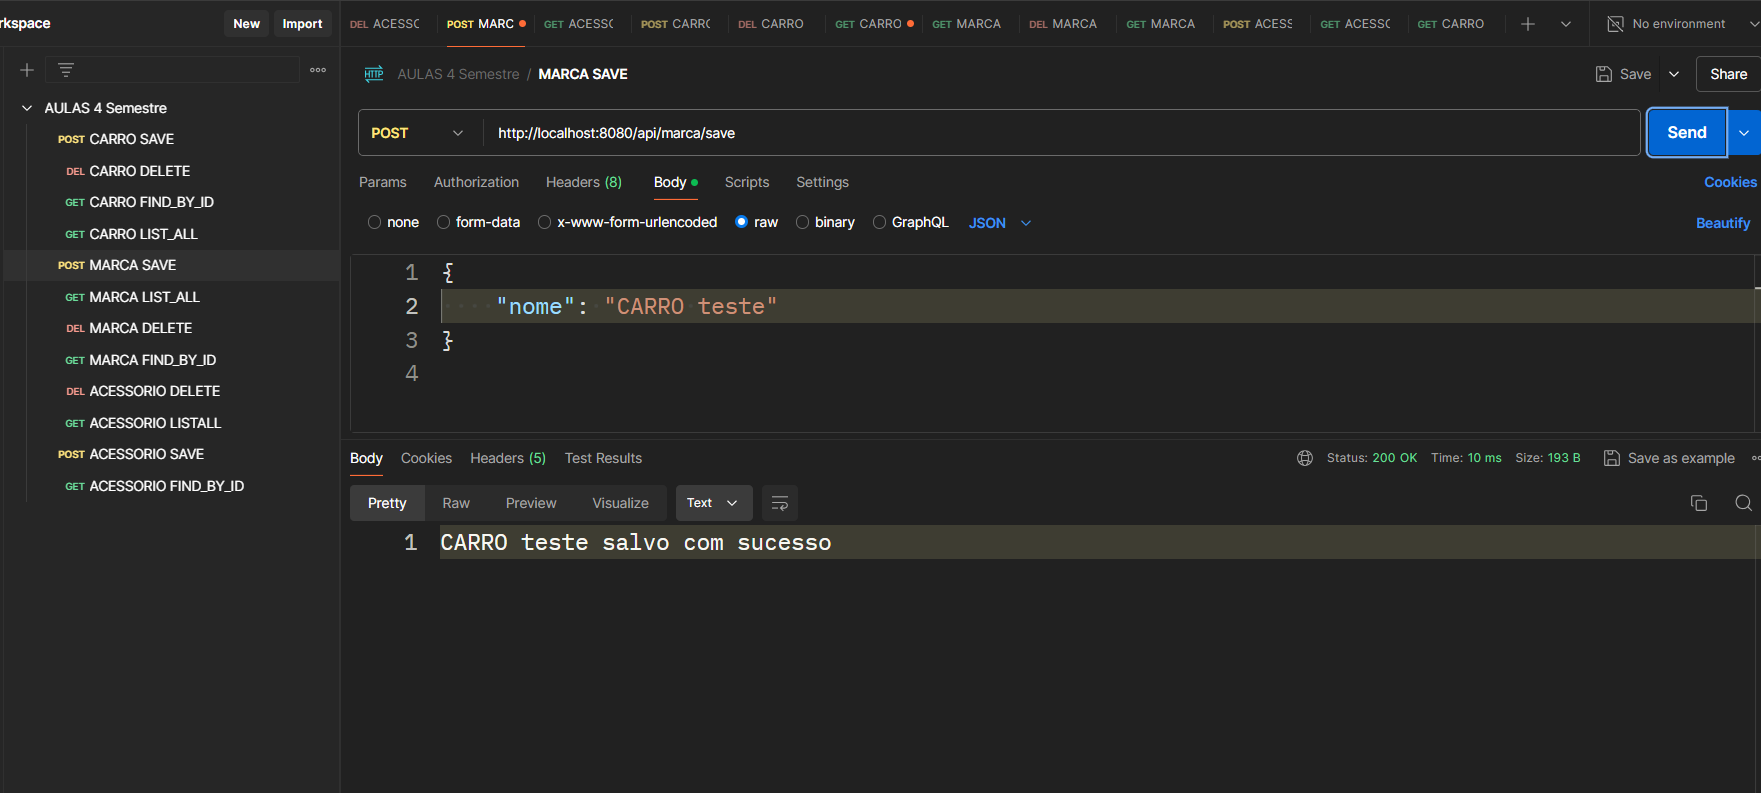 rkspace
New
Import
DEL ACESSC
POST MARC
GET ACESSC
POST CARRC
DEL CARRO
GET CARRO
GET MARCA
DEL MARCA
GET MARCA
POST ACESS
GET ACESSC
GET CARRO
No environment
HTTP AULAS 4 Semestre / MARCA SAVE
Save
Share
AULAS 4 Semestre
POST CARRO SAVE
DEL CARRO DELETE
GET CARRO FIND_BY_ID
GET CARRO LIST_ALL
POST MARCA SAVE
GET MARCA LIST_ALL
DEL MARCA DELETE
GET MARCA FIND_BY_ID
DEL ACESSORIO DELETE
GET ACESSORIO LISTALL
POST ACESSORIO SAVE
GET ACESSORIO FIND_BY_ID
POST http://localhost:8080/api/marca/save Send
Params Authorization Headers (8) Body Scripts Settings Cookies
none form-data x-www-form-urlencoded raw binary GraphQL JSON Beautify
1 {
2 "nome": "CARRO teste"
3 }
4
Body Cookies Headers (5) Test Results Status: 200 OK Time: 10 ms Size: 193 B Save as example
Pretty Raw Preview Visualize Text
1 CARRO teste salvo com sucesso